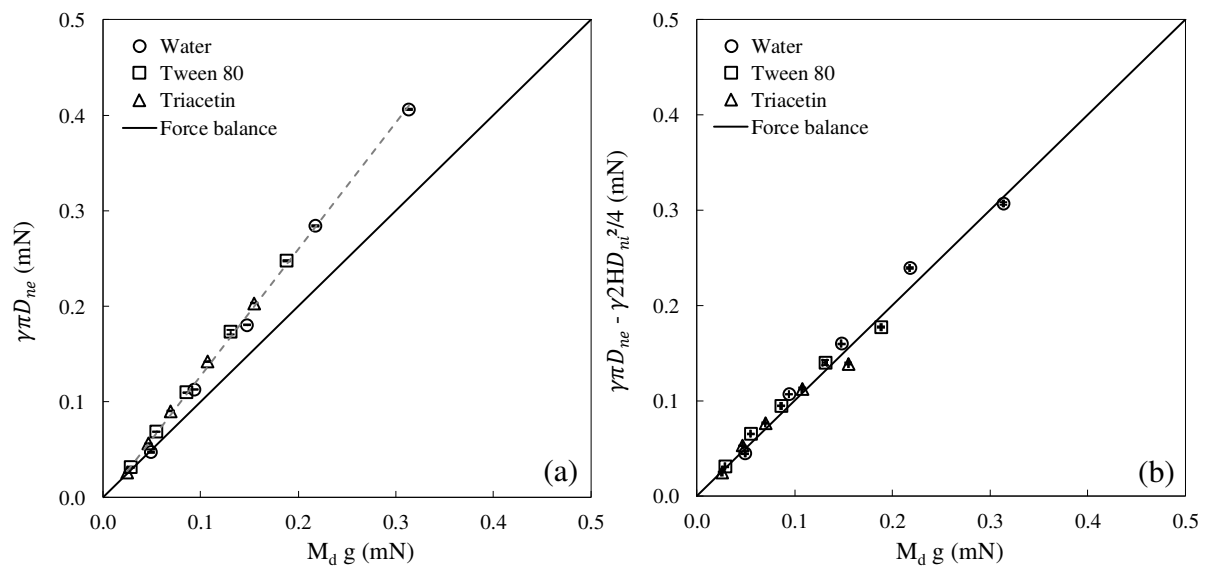 0.5
0.4
0.3
0.2
0.1
0.0
γπD_ne (mN)
Water
Tween 80
Triacetin
Force balance
(a)
0.0 0.1 0.2 0.3 0.4 0.5
M_d g (mN)
0.5
0.4
0.3
0.2
0.1
0.0
γπD_ne - γ2HD_ni²/4 (mN)
Water
Tween 80
Triacetin
Force balance
(b)
0.0 0.1 0.2 0.3 0.4 0.5
M_d g (mN)